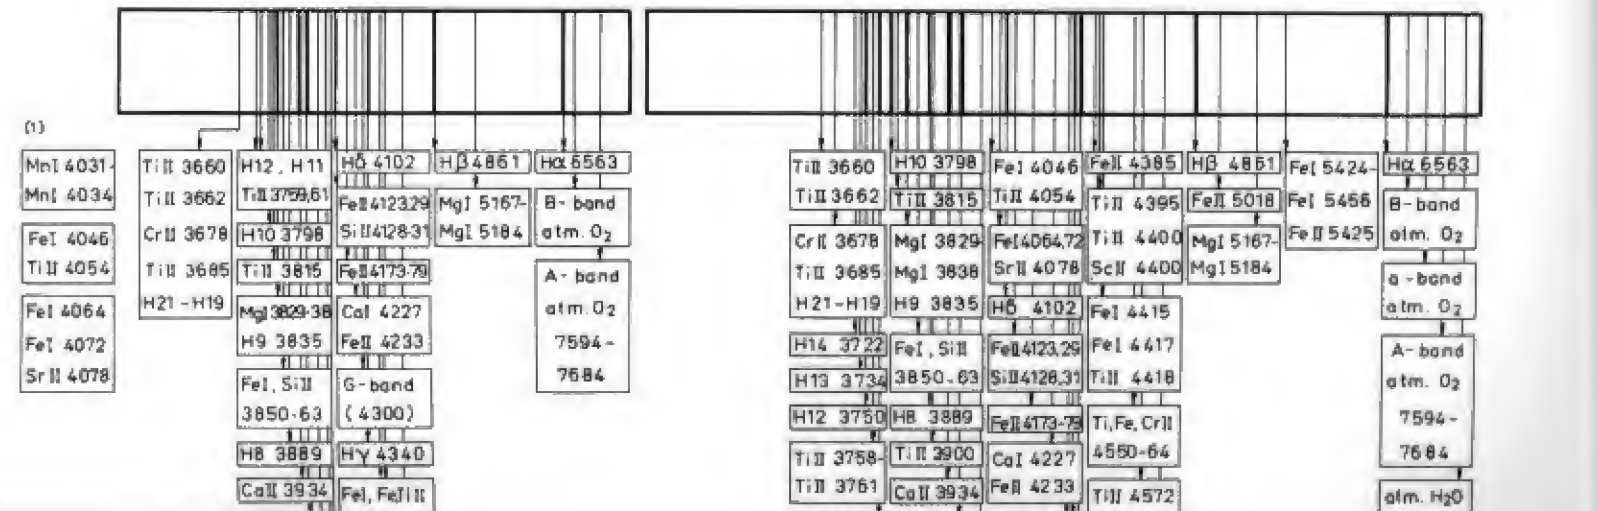 (1)
MnI 4031-
MnI 4034
FeI 4046
TiII 4054
FeI 4064
FeI 4072
SrII 4078
TiII 3660
TiII 3662
CrII 3678
TiII 3685
H21-H19
H12, H11
TiII 3759,61
H10 3798
TiII 3815
MgI 3829-38
H9 3835
FeI, SiII
3850-63
H8 3889
CaII 3934
Hδ 4102
FeII 4123,29
SiII 4128-31
FeII 4173-79
CaI 4227
FeII 4233
G-band
(4300)
Hγ 4340
FeI, Fe,TiII
Hβ 4861
MgI 5167-
MgI 5184
Hα 6563
B-band
atm. O₂
A-band
atm. O₂
7594-
7684
TiII 3660
TiII 3662
CrII 3678
TiII 3685
H21-H19
H14 3722
H13 3734
H12 3750
TiII 3758-
TiII 3761
H10 3798
TiII 3815
MgI 3829-
MgI 3838
H9 3835
FeI, SiII
3850-63
H8 3889
TiII 3900
CaII 3934
FeI 4046
TiII 4054
FeI 4064,72
SrII 4078
Hδ 4102
FeII 4123,29
SiII 4128,31
FeII 4173-79
CaI 4227
FeII 4233
FeII 4385
TiII 4395
TiII 4400
ScII 4400
FeI 4415
FeI 4417
TiII 4418
Ti,Fe,CrII
4550-64
TiII 4572
Hβ 4861
FeII 5018
MgI 5167-
MgI 5184
FeI 5424-
FeI 5456
FeII 5425
Hα 6563
B-band
atm. O₂
a-band
atm. O₂
A-band
atm. O₂
7594-
7684
atm. H₂O